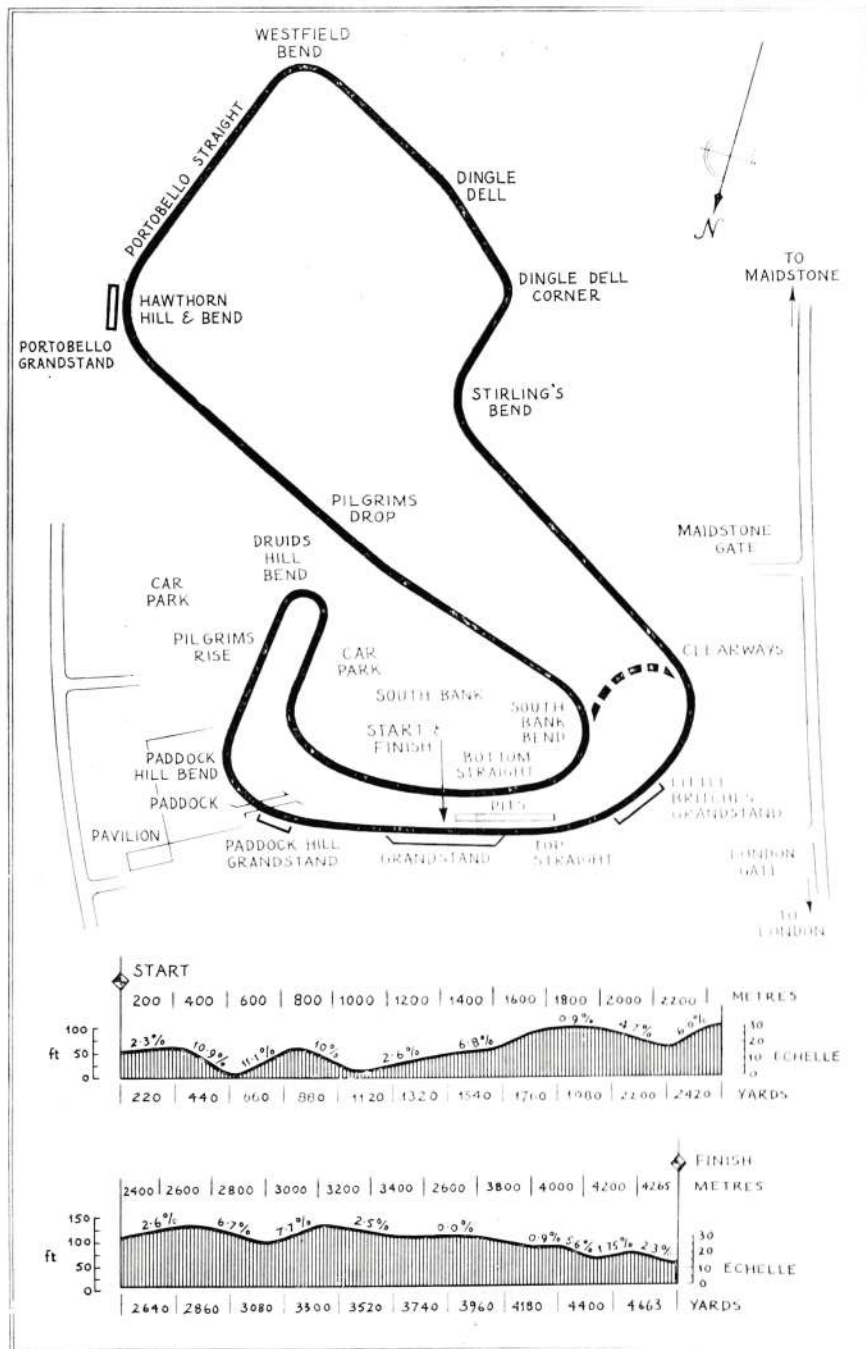 WESTFIELD
BEND
PORTOBELLO STRAIGHT
DINGLE
DELL
N
TO
MAIDSTONE
HAWTHORN
HILL & BEND
DINGLE DELL
CORNER
PORTOBELLO
GRANDSTAND
STIRLING'S
BEND
PILGRIMS
DROP
MAIDSTONE
GATE
DRUIDS
HILL
BEND
CAR
PARK
PILGRIMS
RISE
CAR
PARK
CLEARWAYS
SOUTH BANK
SOUTH
BANK
BEND
START &
FINISH
BOTTOM
STRAIGHT
PADDOCK
HILL BEND
PADDOCK
PITS
LITTLE
BRITCHES
GRANDSTAND
PAVILION
PADDOCK HILL
GRANDSTAND
GRANDSTAND
TOP
STRAIGHT
LONDON
GATE
TO
LONDON
START
200 400 600 800 1000 1200 1400 1600 1800 2000 2200 METRES
2.3% 10.9% 11.1% 10% 2.6% 6.8% 0.9% 4.7%
ft 100 50 0
30 20 10 0 ECHELLE
220 440 660 880 1120 1320 1540 1760 1980 2200 2420 YARDS
FINISH
2400 2600 2800 3000 3200 3400 2600 3800 4000 4200 4265 METRES
2.6% 6.7% 7.7% 2.5% 0.0% 0.9% 5.6% 1.75% 2.3%
ft 150 100 50 0
30 20 10 0 ECHELLE
2640 2860 3080 3300 3520 3740 3960 4180 4400 4663 YARDS